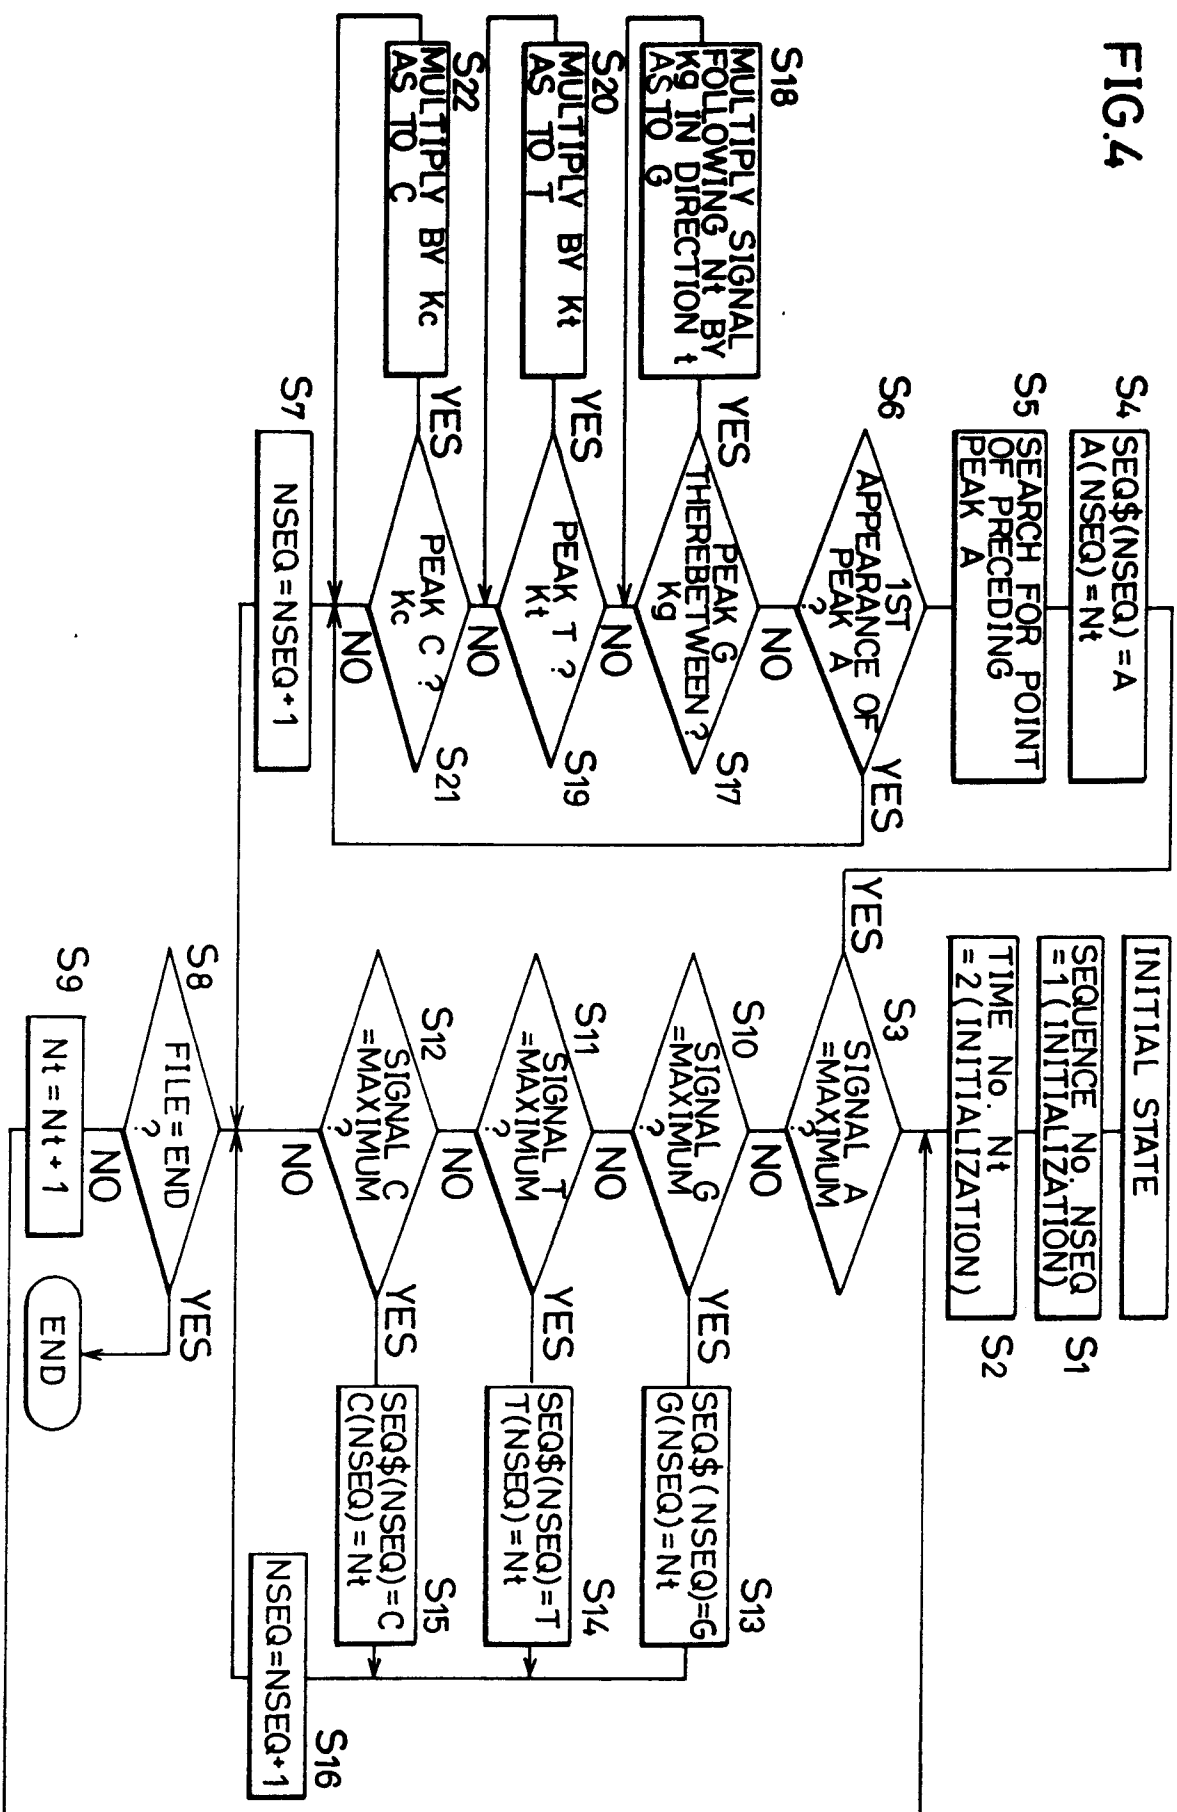 FIG.4
INITIAL STATE
SEQUENCE No. NSEQ
=1(INITIALIZATION)
S1
TIME No. Nt
=2(INITIALIZATION)
S2
S3
SIGNAL A
=MAXIMUM
?
YES
NO
S4
SEQ$(NSEQ)=A
A(NSEQ)=Nt
S5
SEARCH FOR POINT
OF PRECEDING
PEAK A
S6
1ST
APPEARANCE OF
PEAK A
?
YES
NO
PEAK G
THEREBETWEEN?
Kg
S17
YES
NO
S18
MULTIPLY SIGNAL
FOLLOWING Nt BY
Kg IN DIRECTION t
AS TO G
PEAK T ?
Kt
S19
YES
NO
S20
MULTIPLY BY Kt
AS TO T
PEAK C ?
Kc
S21
YES
NO
S22
MULTIPLY BY Kc
AS TO C
S7
NSEQ=NSEQ+1
S10
SIGNAL G
=MAXIMUM
?
YES
NO
SEQ$(NSEQ)=G
G(NSEQ)=Nt
S13
S11
SIGNAL T
=MAXIMUM
?
YES
NO
SEQ$(NSEQ)=T
T(NSEQ)=Nt
S14
S12
SIGNAL C
=MAXIMUM
?
YES
NO
SEQ$(NSEQ)=C
C(NSEQ)=Nt
S15
NSEQ=NSEQ+1
S16
S8
FILE=END
?
YES
NO
END
S9
Nt=Nt+1